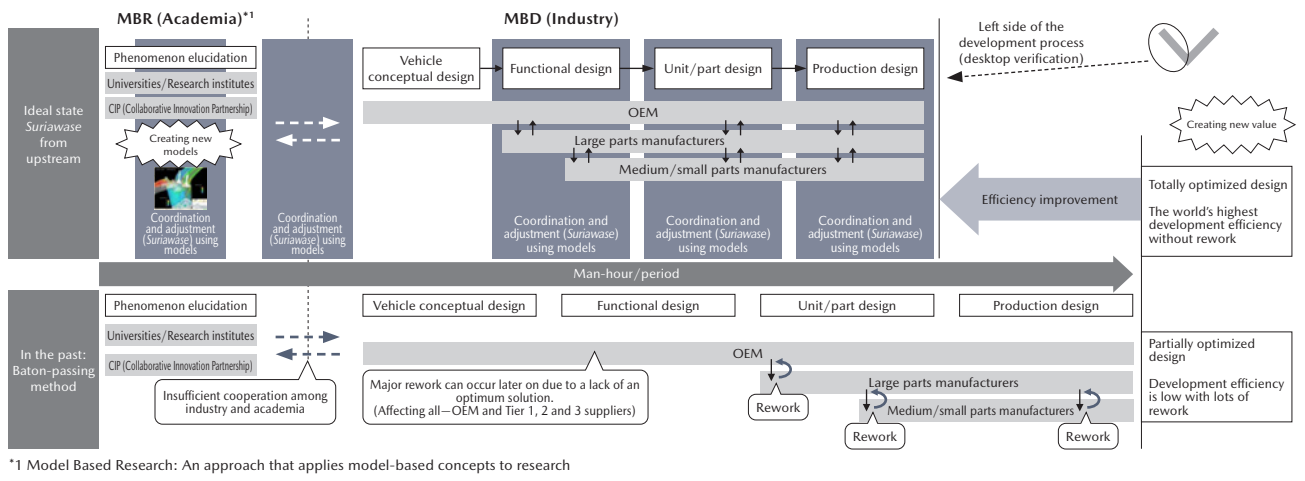 MBR (Academia)*1
MBD (Industry)
Left side of the
development process
(desktop verification)
Ideal state
Suriawase
from
upstream
Phenomenon elucidation
Universities/Research institutes
CIP (Collaborative Innovation Partnership)
Creating new
models
Coordination
and adjustment
(Suriawase) using
models
Coordination
and adjustment
(Suriawase) using
models
Vehicle
conceptual design
Functional design
Unit/part design
Production design
OEM
Large parts manufacturers
Medium/small parts manufacturers
Coordination and
adjustment (Suriawase)
using models
Coordination and
adjustment (Suriawase)
using models
Coordination and
adjustment (Suriawase)
using models
Creating new value
Efficiency improvement
Totally optimized design
The world's highest
development efficiency
without rework
Man-hour/period
In the past:
Baton-passing
method
Phenomenon elucidation
Universities/Research institutes
CIP (Collaborative Innovation Partnership)
Insufficient cooperation among
industry and academia
Vehicle conceptual design
Functional design
Unit/part design
Production design
OEM
Major rework can occur later on due to a lack of an
optimum solution.
(Affecting all—OEM and Tier 1, 2 and 3 suppliers)
Large parts manufacturers
Rework
Medium/small parts manufacturers
Rework
Rework
Partially optimized
design
Development efficiency
is low with lots of
rework
*1 Model Based Research: An approach that applies model-based concepts to research